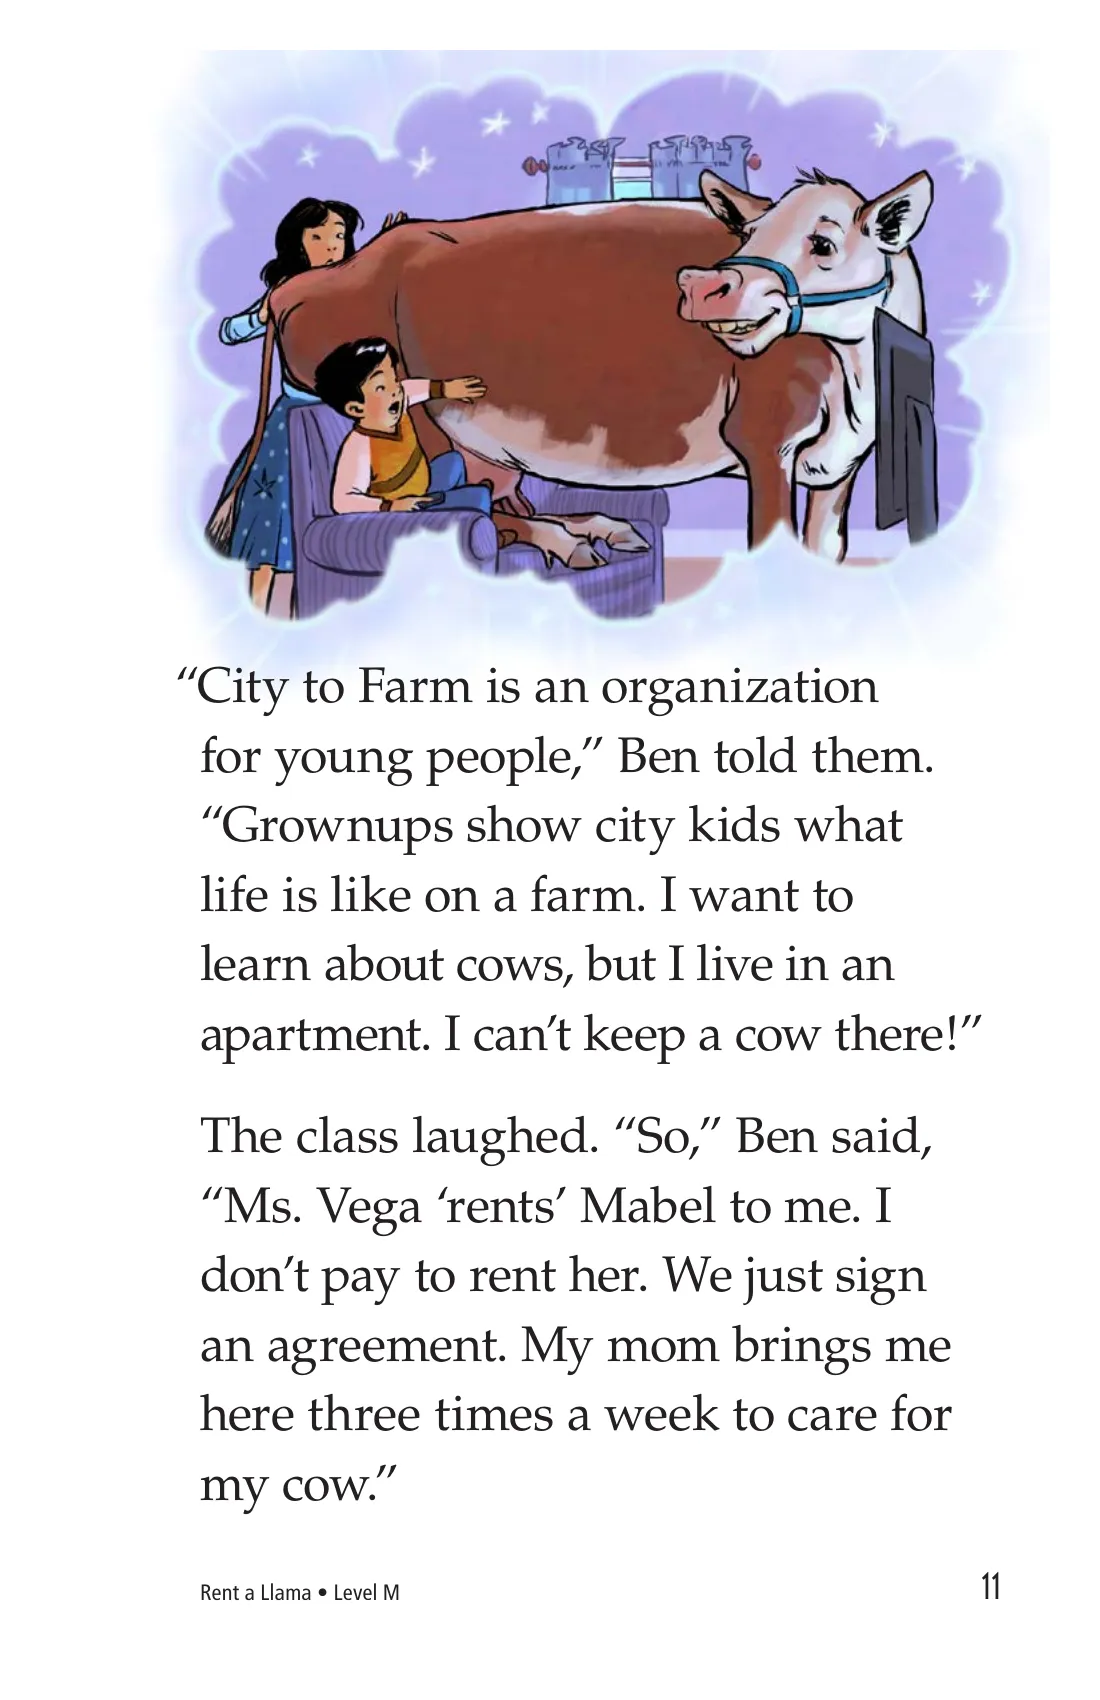 “City to Farm is an organization
for young people,” Ben told them.
“Grownups show city kids what
life is like on a farm. I want to
learn about cows, but I live in an
apartment. I can’t keep a cow there!”
The class laughed. “So,” Ben said,
“Ms. Vega ‘rents’ Mabel to me. I
don’t pay to rent her. We just sign
an agreement. My mom brings me
here three times a week to care for
my cow.”
Rent a Llama • Level M
11